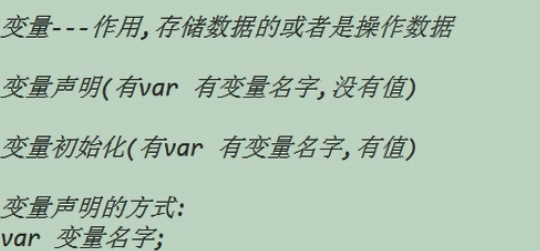 变量---作用,存储数据的或者是操作数据
变量声明(有var 有变量名字,没有值)
变量初始化(有var 有变量名字,有值)
变量声明的方式:
var 变量名字;